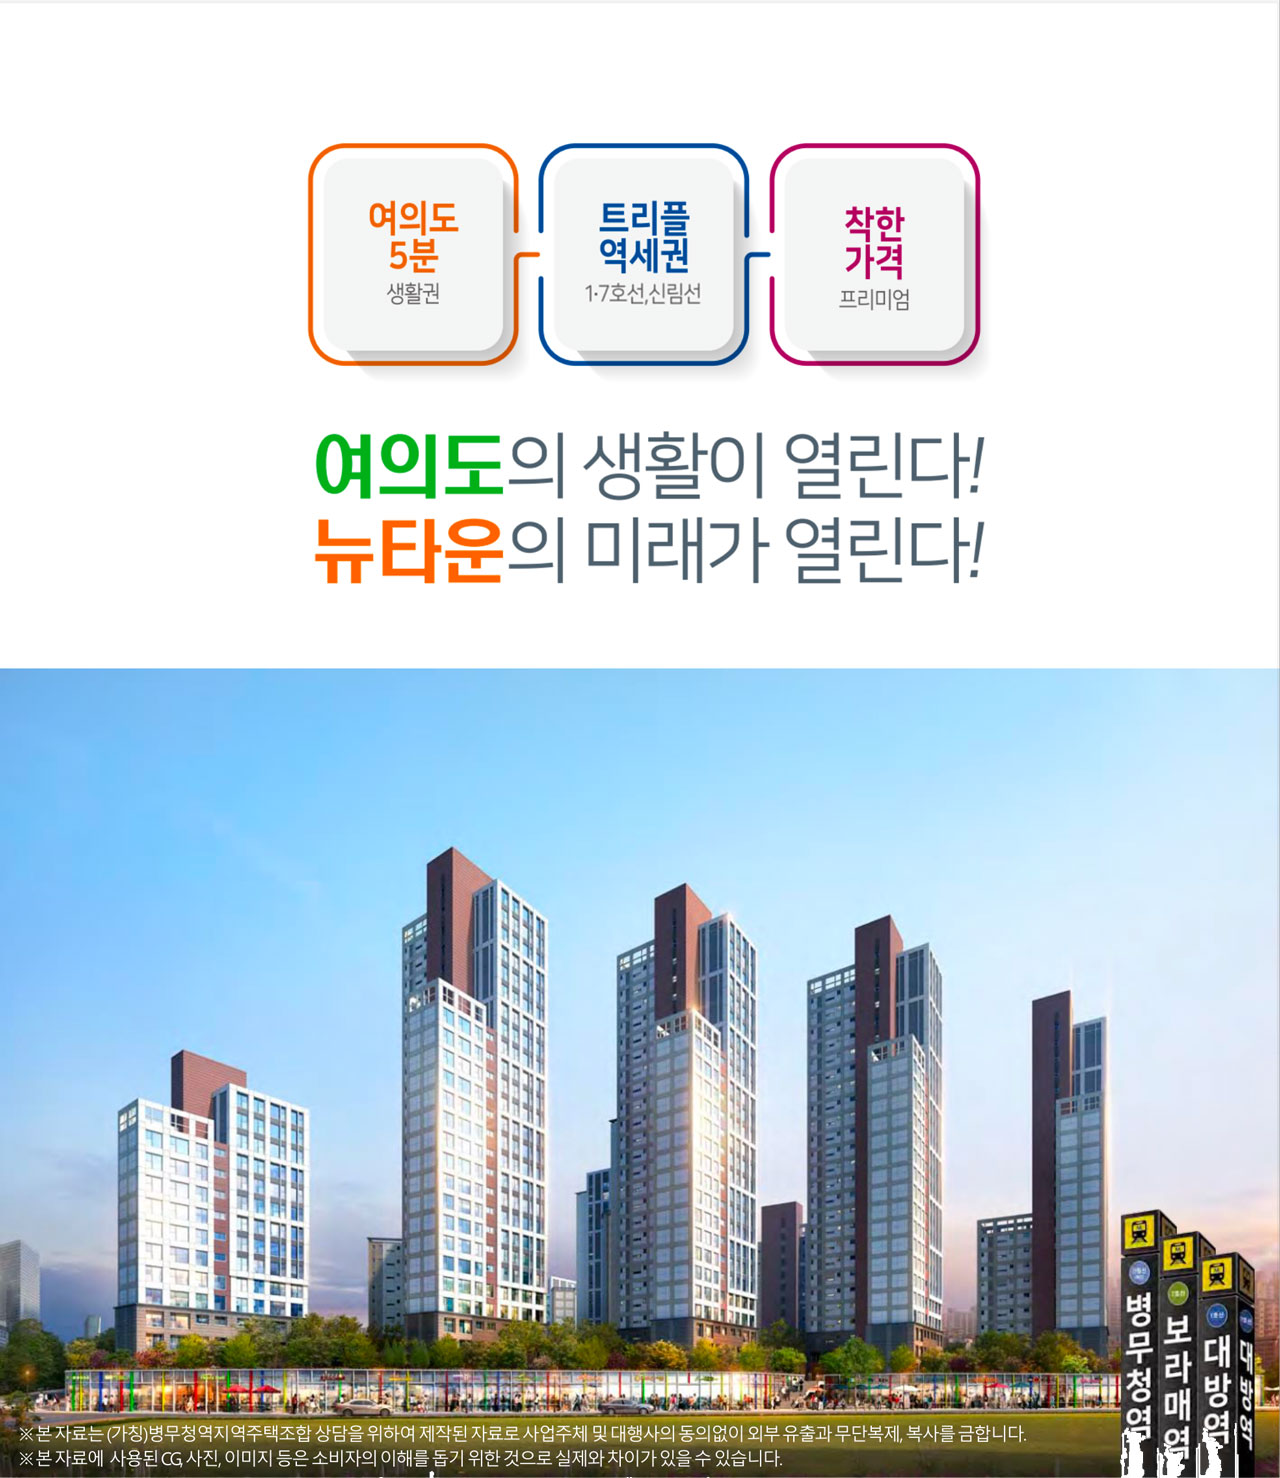 여의도
5분
생활권
트리플
역세권
1·7호선,신림선
착한
가격
프리미엄
여의도의 생활이 열린다!
뉴타운의 미래가 열린다!
병무청역
보라매역
대방역
대방역
※ 본 자료는 (가칭)병무청역지역주택조합 상담을 위하여 제작된 자료로 사업주체 및 대행사의 동의없이 외부 유출과 무단복제, 복사를 금합니다.
※ 본 자료에 사용된 CG, 사진, 이미지 등은 소비자의 이해를 돕기 위한 것으로 실제와 차이가 있을 수 있습니다.